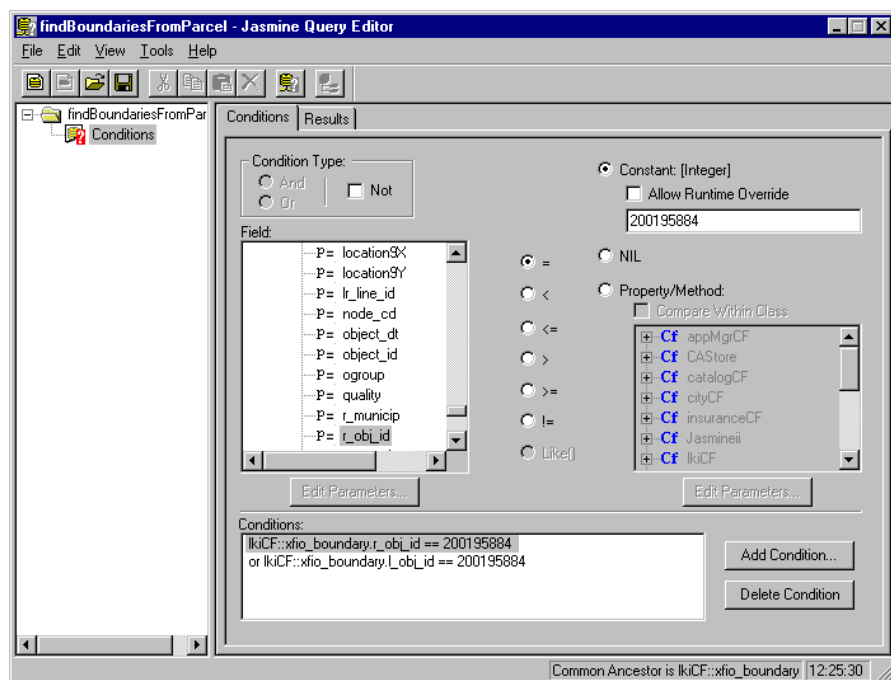 findBoundariesFromParcel - Jasmine Query Editor
File Edit View Tools Help
findBoundariesFromPar
Conditions
Conditions Results
Condition Type:
And
Or
Not
Field:
P= location9X
P= location9Y
P= lr_line_id
P= node_cd
P= object_dt
P= object_id
P= ogroup
P= quality
P= r_municip
P= r_obj_id
Edit Parameters...
=
<
<=
>
>=
!=
Like()
Constant: [Integer]
Allow Runtime Override
200195884
NIL
Property/Method:
Compare Within Class
Cf appMgrCF
Cf CAStore
Cf catalogCF
Cf cityCF
Cf insuranceCF
Cf Jasmineii
Cf lkiCF
Edit Parameters...
Conditions:
lkiCF::xfio_boundary.r_obj_id == 200195884
or lkiCF::xfio_boundary.l_obj_id == 200195884
Add Condition...
Delete Condition
Common Ancestor is lkiCF::xfio_boundary 12:25:30